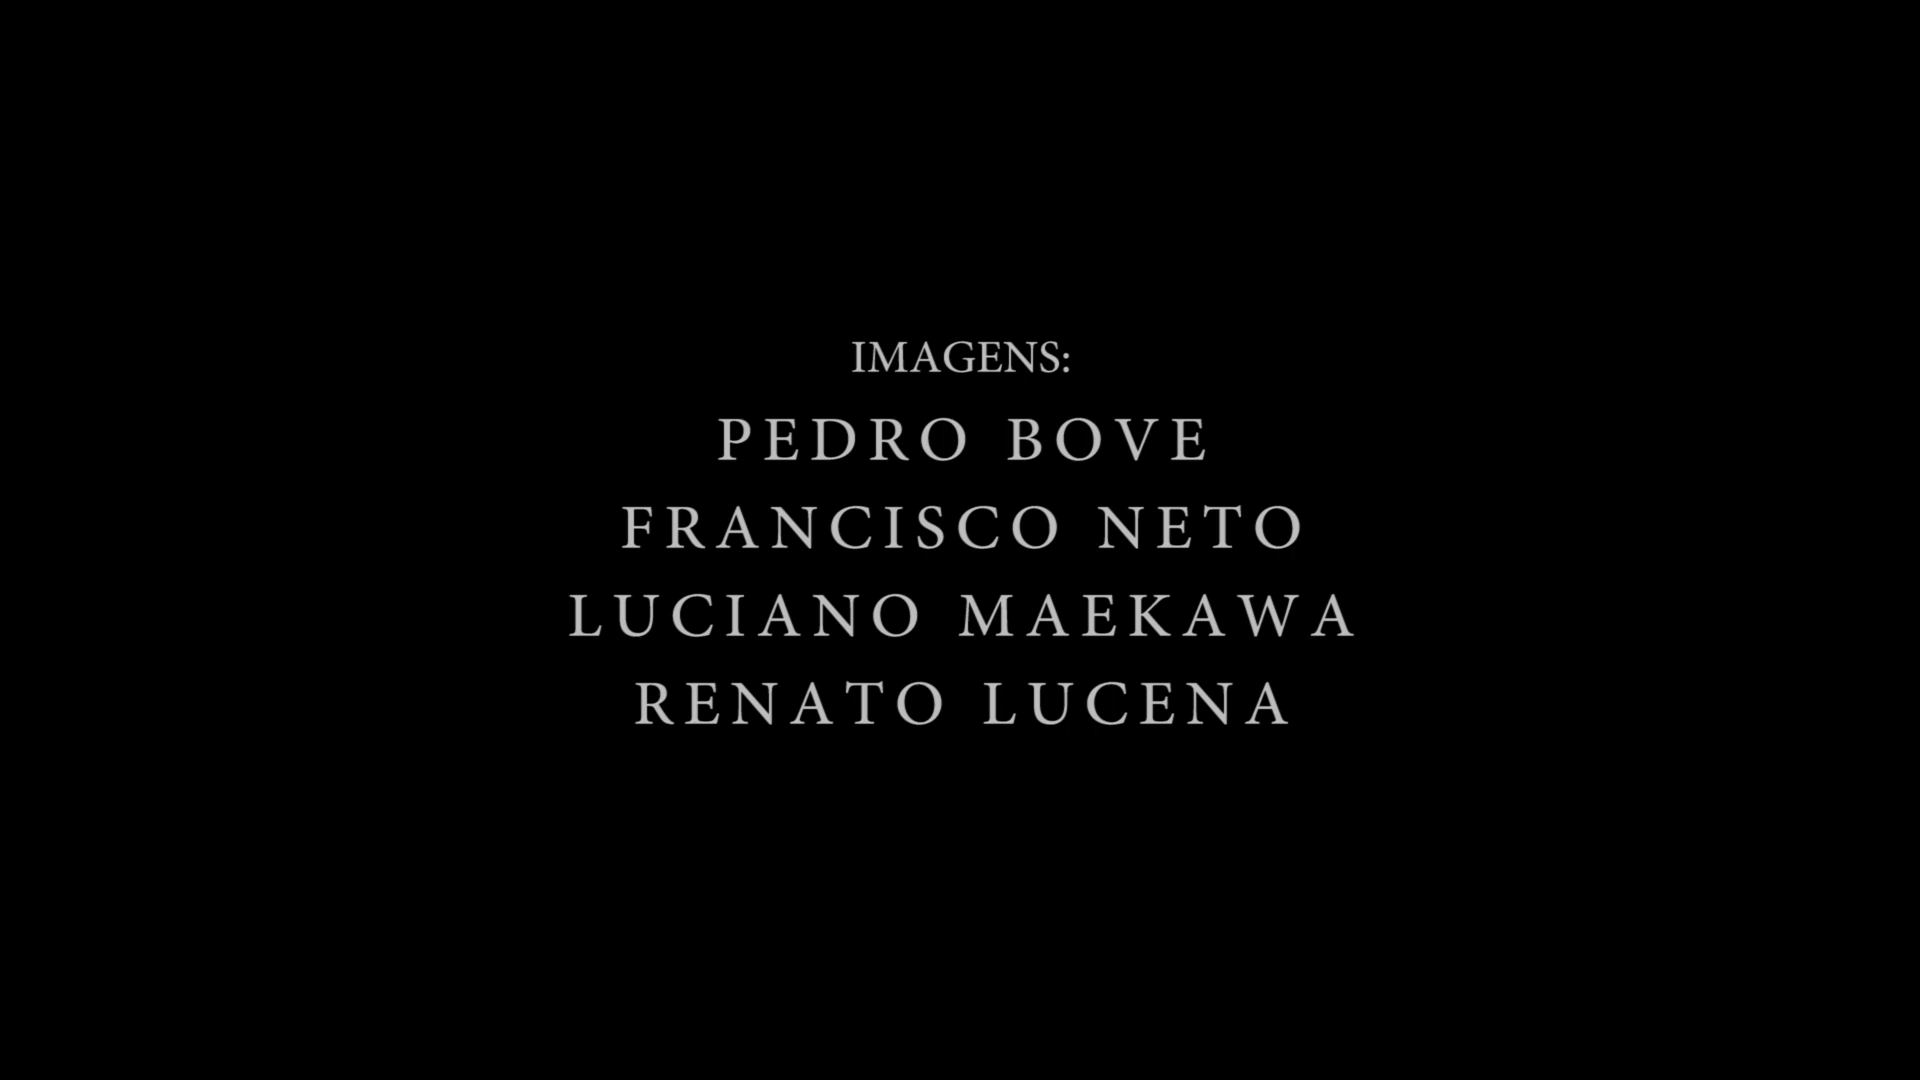 IMAGENS:
PEDRO BOVE
FRANCISCO NETO
LUCIANO MAEKAWA
RENATO LUCENA